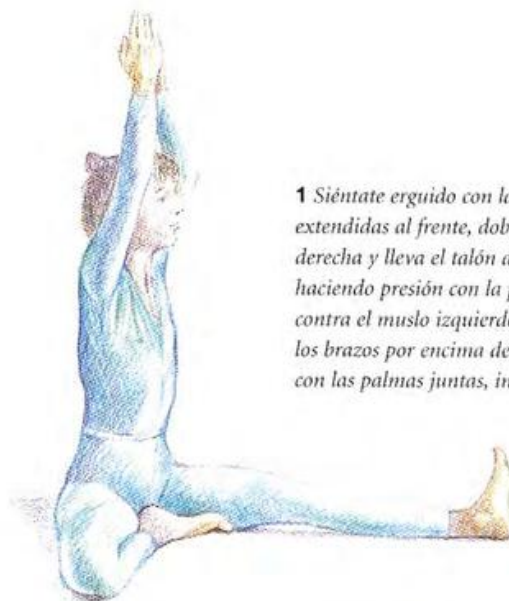 1 Siéntate erguido con la
extendidas al frente, dob
derecha y lleva el talón a
haciendo presión con la p
contra el muslo izquierd
los brazos por encima de
con las palmas juntas, in